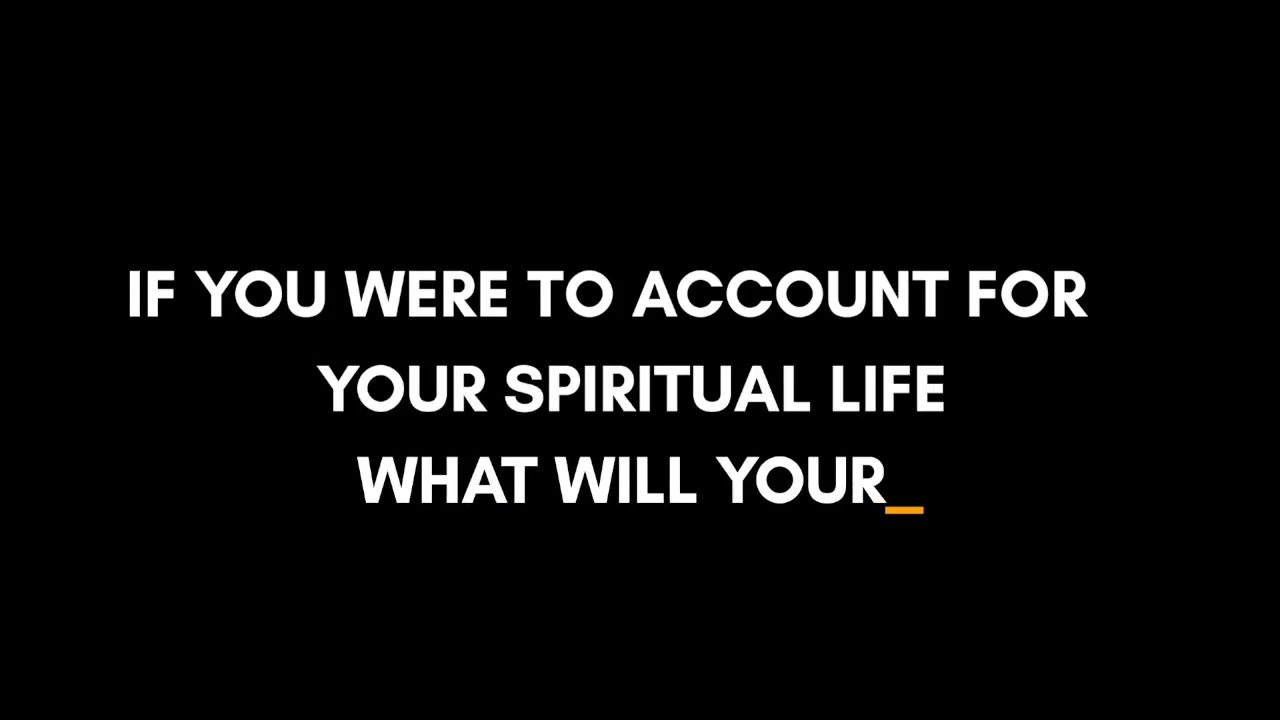 IF YOU WERE TO ACCOUNT FOR
YOUR SPIRITUAL LIFE
WHAT WILL YOUR_